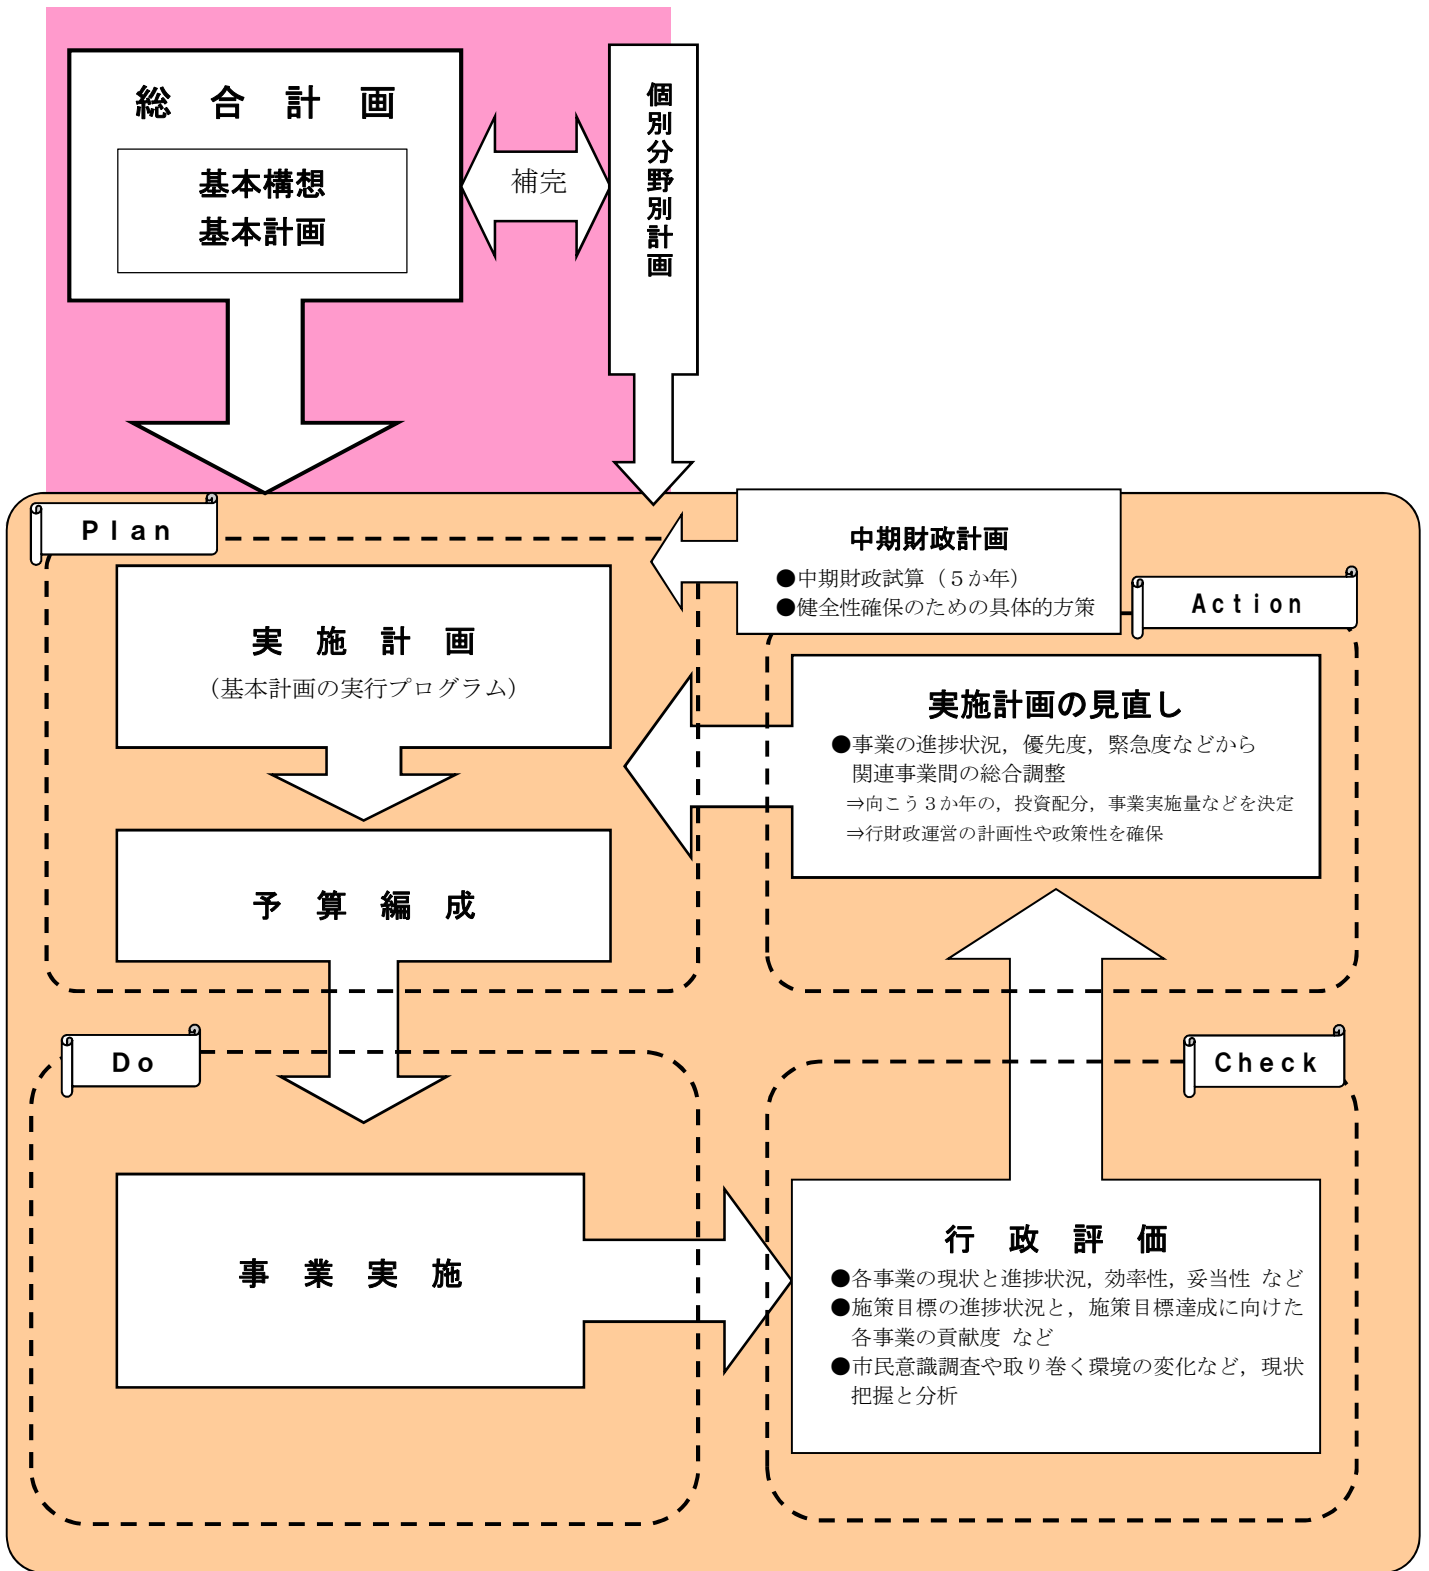 総合計画
基本構想
基本計画
補完
個別分野別計画
Plan
実施計画
（基本計画の実行プログラム）
予算編成
中期財政計画
●中期財政試算（５か年）
●健全性確保のための具体的方策
Action
実施計画の見直し
●事業の進捗状況，優先度，緊急度などから
関連事業間の総合調整
⇒向こう３か年の，投資配分，事業実施量などを決定
⇒行財政運営の計画性や政策性を確保
Do
事業実施
Check
行政評価
●各事業の現状と進捗状況，効率性，妥当性 など
●施策目標の進捗状況と，施策目標達成に向けた
各事業の貢献度 など
●市民意識調査や取り巻く環境の変化など，現状
把握と分析